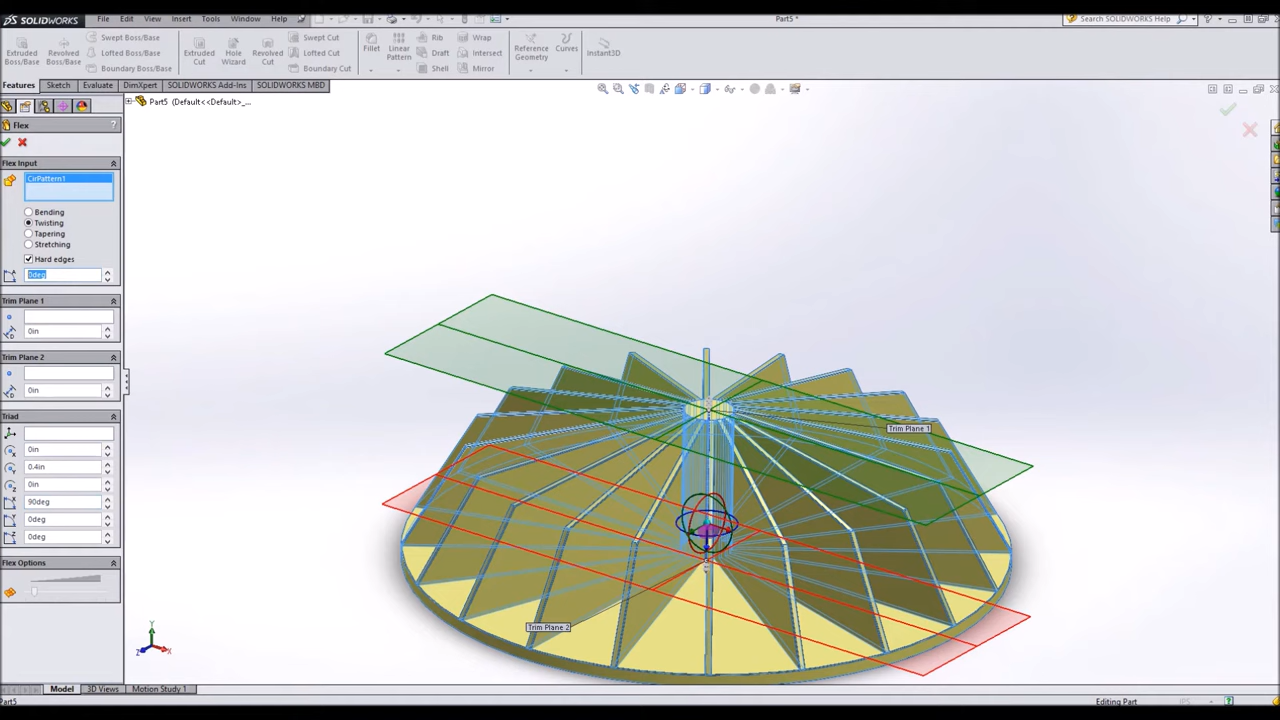 SOLIDWORKS File Edit View Insert Tools Window Help Part5 * Search SOLIDWORKS Help
Extruded Boss/Base
Revolved Boss/Base
Swept Boss/Base
Lofted Boss/Base
Boundary Boss/Base
Extruded Cut
Hole Wizard
Revolved Cut
Swept Cut
Lofted Cut
Boundary Cut
Fillet
Linear Pattern
Rib
Draft
Shell
Wrap
Intersect
Mirror
Reference Geometry
Curves
Instant3D
Features Sketch Evaluate DimXpert SOLIDWORKS Add-Ins SOLIDWORKS MBD
Part5 (Default<<Default>_...
Flex ?
Flex Input
CirPattern1
Bending
Twisting
Tapering
Stretching
Hard edges
0deg
Trim Plane 1
0in
Trim Plane 2
0in
Triad
0in
0.4in
0in
90deg
0deg
0deg
Flex Options
Trim Plane 1
Trim Plane 2
Y
Z
X
Model 3D Views Motion Study 1
Part5 Editing Part IPS